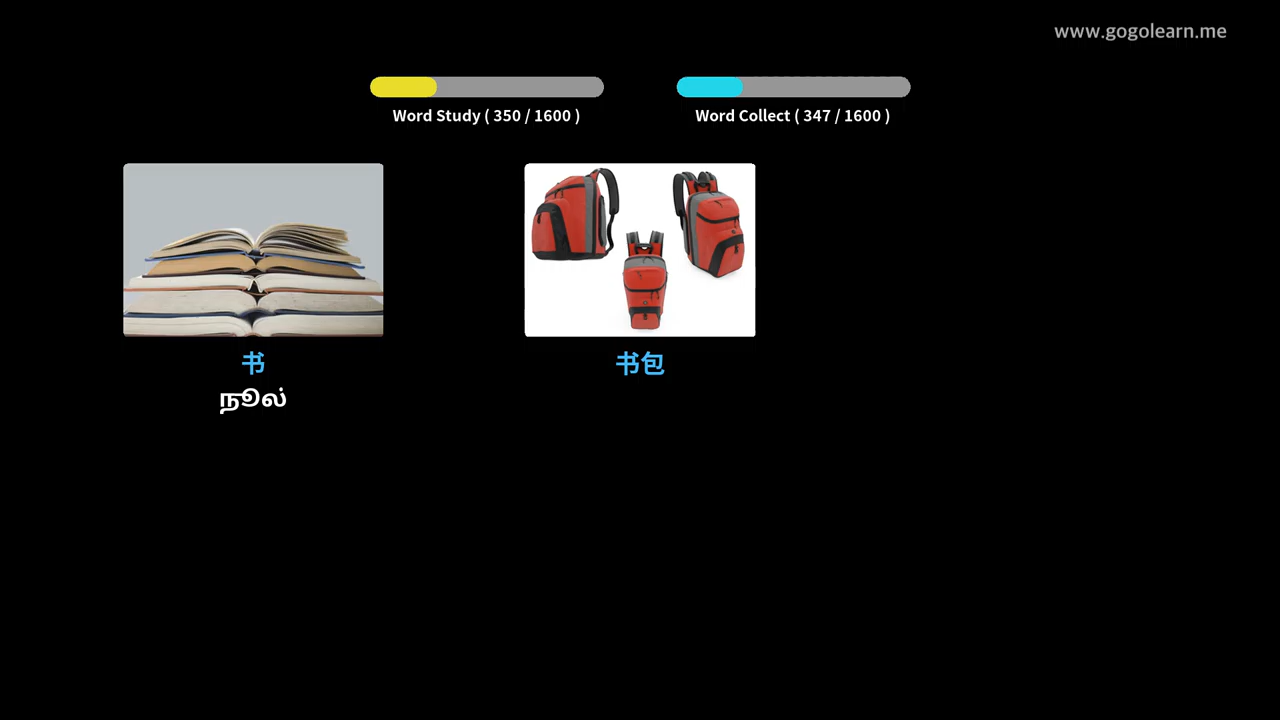 www.gogolearn.me
Word Study ( 350 / 1600 )
Word Collect ( 347 / 1600 )
书
நூல்
书包